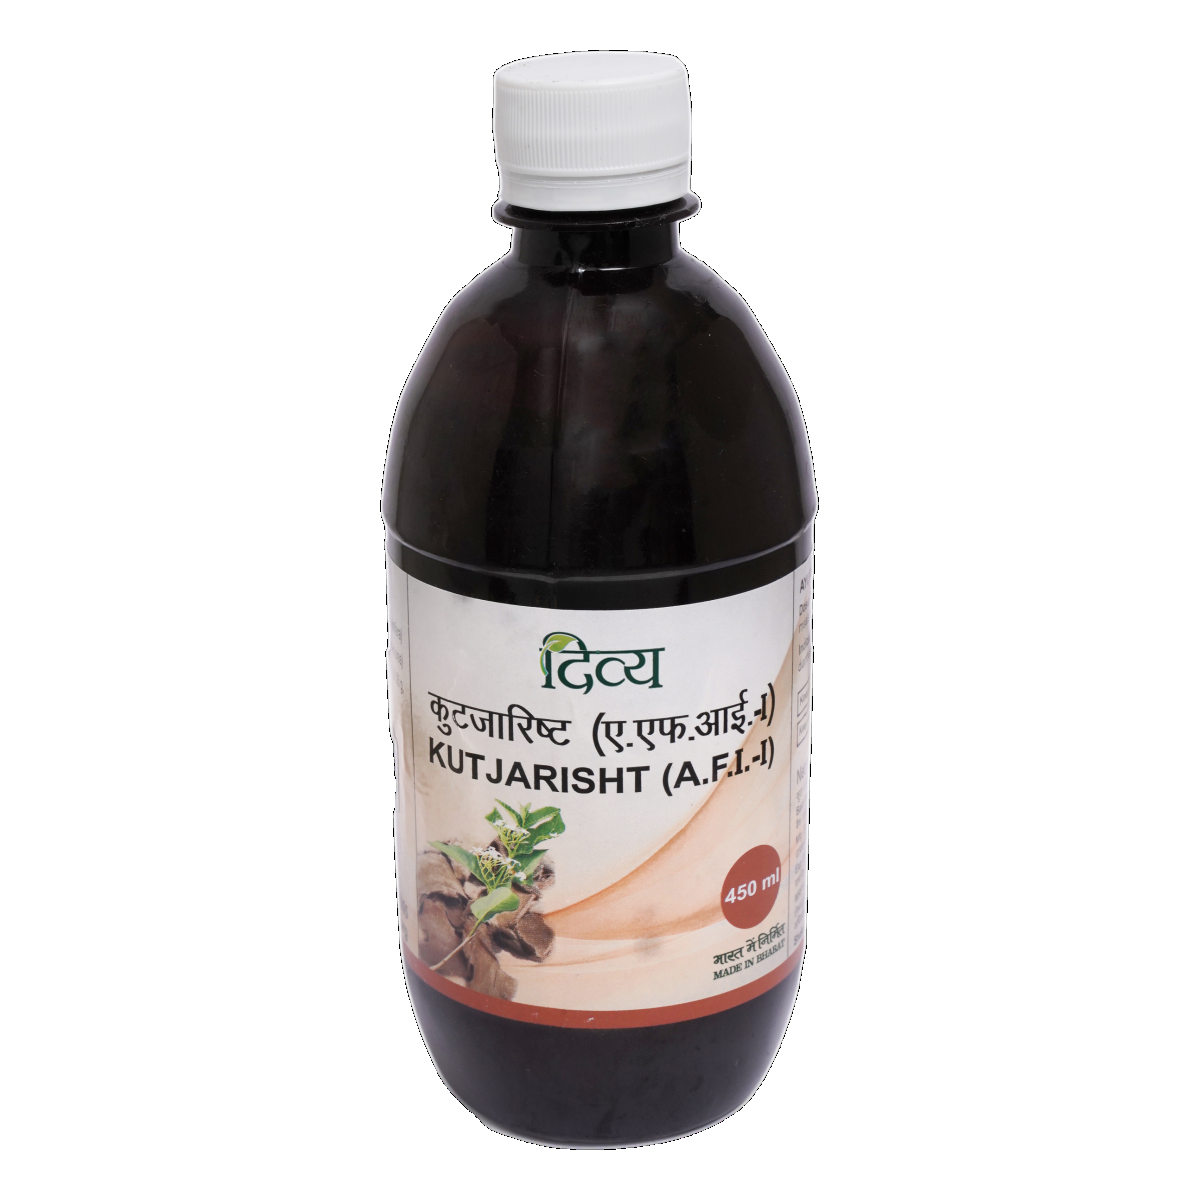 दिव्य
कुटजारिष्ट (ए.एफ.आई.-I)
KUTJARISHT (A.F.I.-I)
450 ml
भारत में निर्मित
MADE IN BHARAT